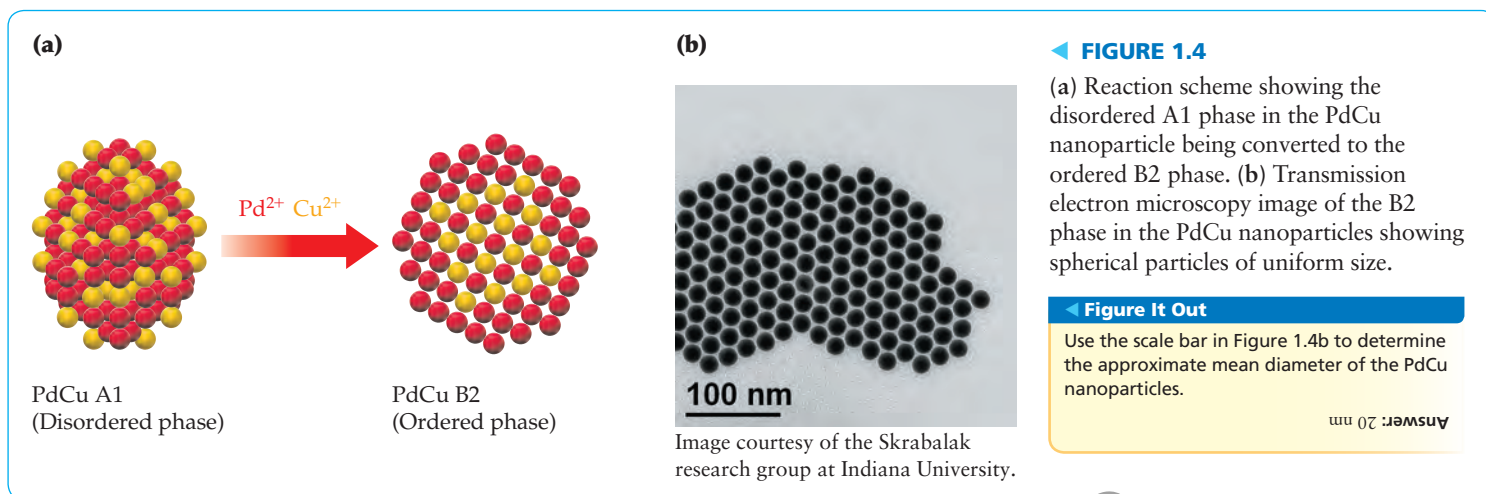 (a)
Pd²⁺ Cu²⁺
PdCu A1
(Disordered phase)
PdCu B2
(Ordered phase)
(b)
100 nm
Image courtesy of the Skrabalak
research group at Indiana University.
◀ FIGURE 1.4
(a) Reaction scheme showing the
disordered A1 phase in the PdCu
nanoparticle being converted to the
ordered B2 phase. (b) Transmission
electron microscopy image of the B2
phase in the PdCu nanoparticles showing
spherical particles of uniform size.
◀ Figure It Out
Use the scale bar in Figure 1.4b to determine
the approximate mean diameter of the PdCu
nanoparticles.
Answer: 20 nm